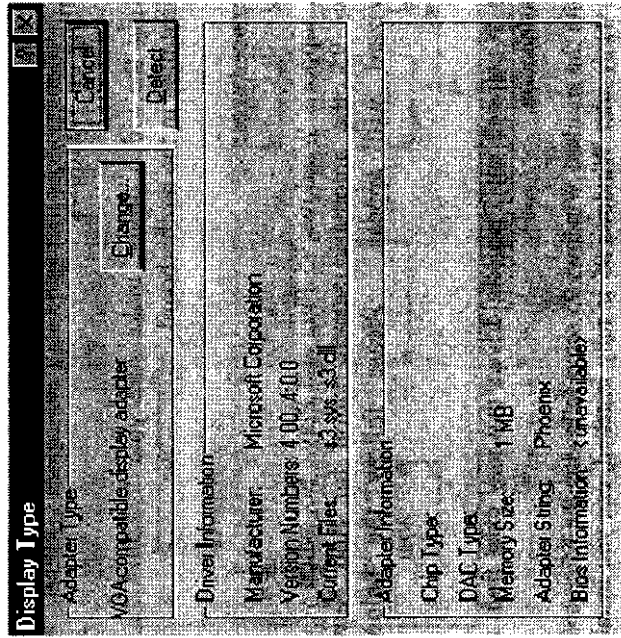 Display Type
Adapter Type
VGA compatible display adapter
Change...
Cancel
Detect
Driver Information
Manufacturer: Microsoft Corporation
Version Numbers: 4.00, 4.0.0
Current Files: s3.sys, s3.dll
Adapter Information
Chip Type:
DAC Type:
Memory Size: 1 MB
Adapter String: Phoenix
Bios Information: <unavailable>